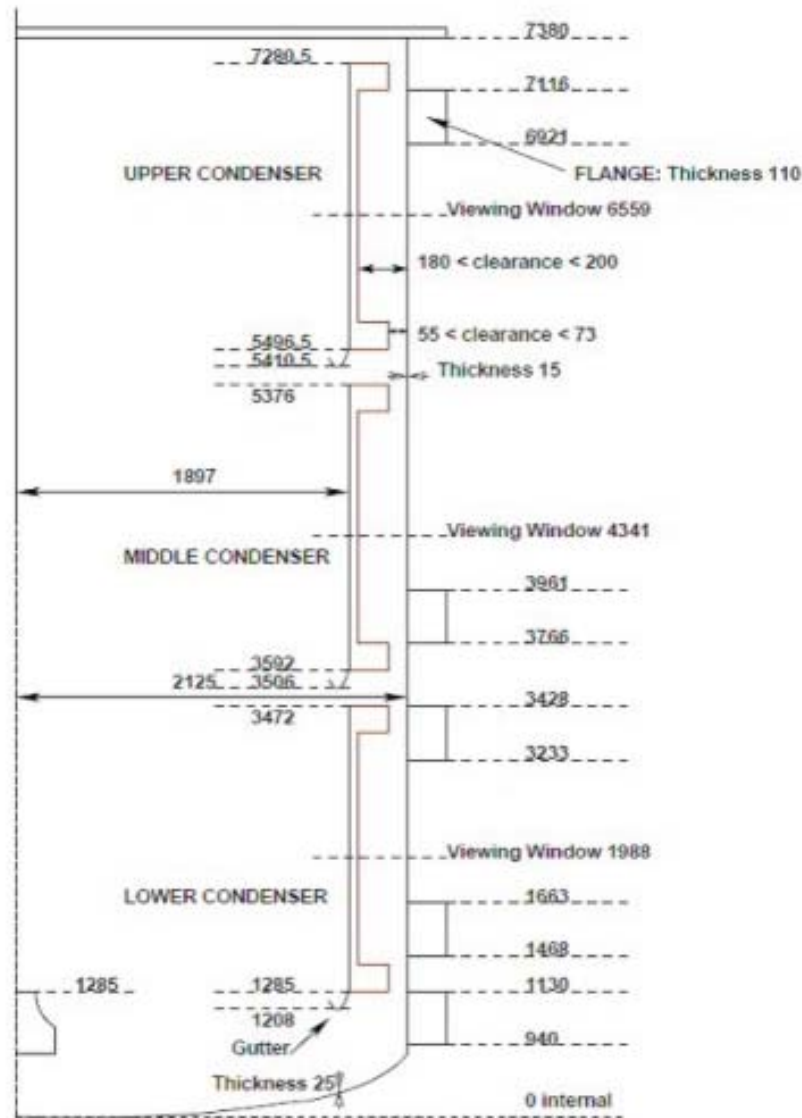 7380
7280.5
7116
6921
UPPER CONDENSER
FLANGE: Thickness 110
Viewing Window 6559
180 < clearance < 200
5496.5
55 < clearance < 73
5410.5
Thickness 15
5376
1897
Viewing Window 4341
MIDDLE CONDENSER
3961
3766
3592
2125
3506
3428
3472
3233
Viewing Window 1988
LOWER CONDENSER
1663
1468
1285
1285
1130
1208
Gutter
940
Thickness 25
0 internal